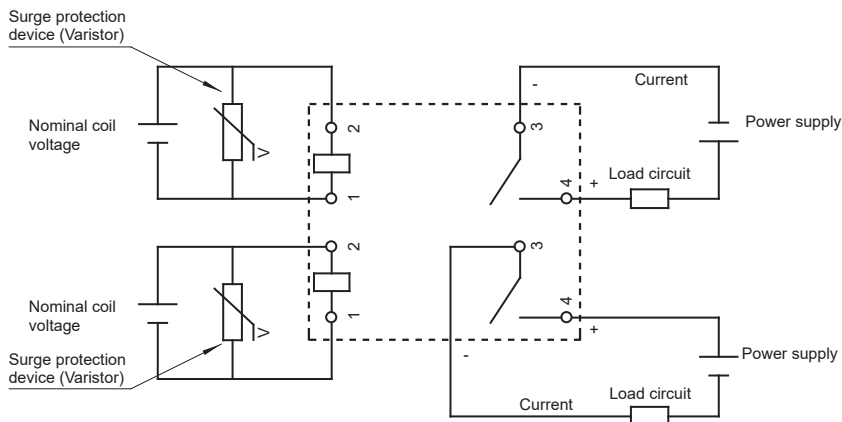 Surge protection
device (Varistor)
Nominal coil
voltage
V
2
1
-
Current
3
4
+
Load circuit
Power supply
Nominal coil
voltage
V
2
1
Surge protection
device (Varistor)
3
4
+
-
Power supply
Load circuit
Current